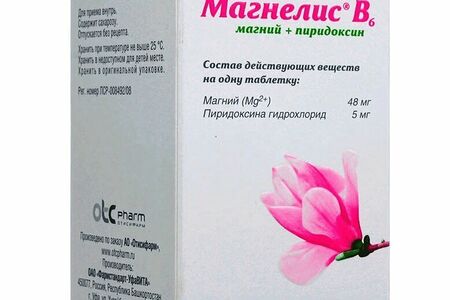 Для приема внутрь.
Содержит сахарозу.
Отпускается без рецепта.
Хранить при температуре не выше 25 °С.
Хранить в недоступном для детей месте.
Хранить в оригинальной упаковке.
Рег. номер ЛСР-008492/08
otc pharm
ОТИСИФАРМ
Произведено по заказу АО «Отисифарм».
www.otcpharm.ru
Производитель:
ОАО «Фармстандарт-УфаВИТА»
450077, Россия, Республика Башкортостан
Магнелис® B6
магний + пиридоксин
Состав действующих веществ
на одну таблетку:
Магний (Mg2+) 48 мг
Пиридоксина гидрохлорид 5 мг